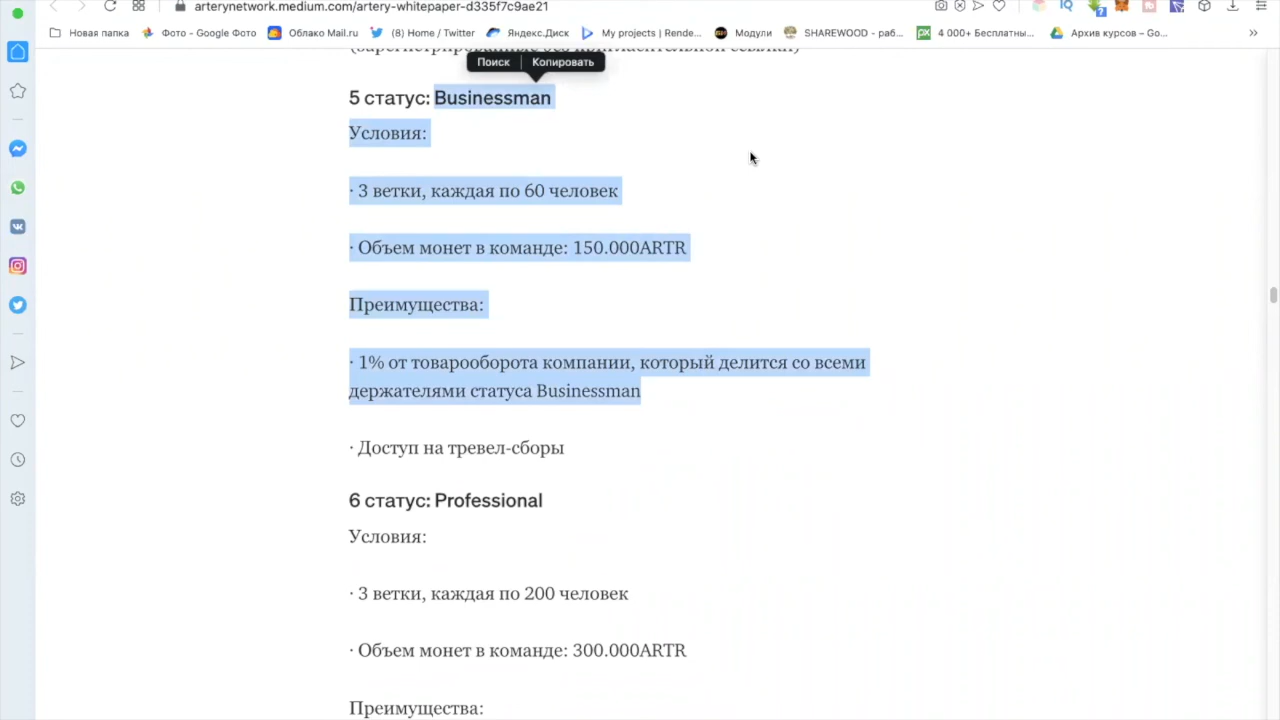 arterynetwork.medium.com/artery-whitepaper-d335f7c9ae21
Новая папка
Фото - Google Фото
Облако Mail.ru
(8) Home / Twitter
Яндекс.Диск
My projects | Rende...
Модули
SHAREWOOD - раб...
4 000+ Бесплатны...
Архив курсов – Go...
Поиск
Копировать
5 статус: Businessman
Условия:
· 3 ветки, каждая по 60 человек
· Объем монет в команде: 150.000ARTR
Преимущества:
· 1% от товарооборота компании, который делится со всеми
держателями статуса Businessman
· Доступ на тревел-сборы
6 статус: Professional
Условия:
· 3 ветки, каждая по 200 человек
· Объем монет в команде: 300.000ARTR
Преимущества: